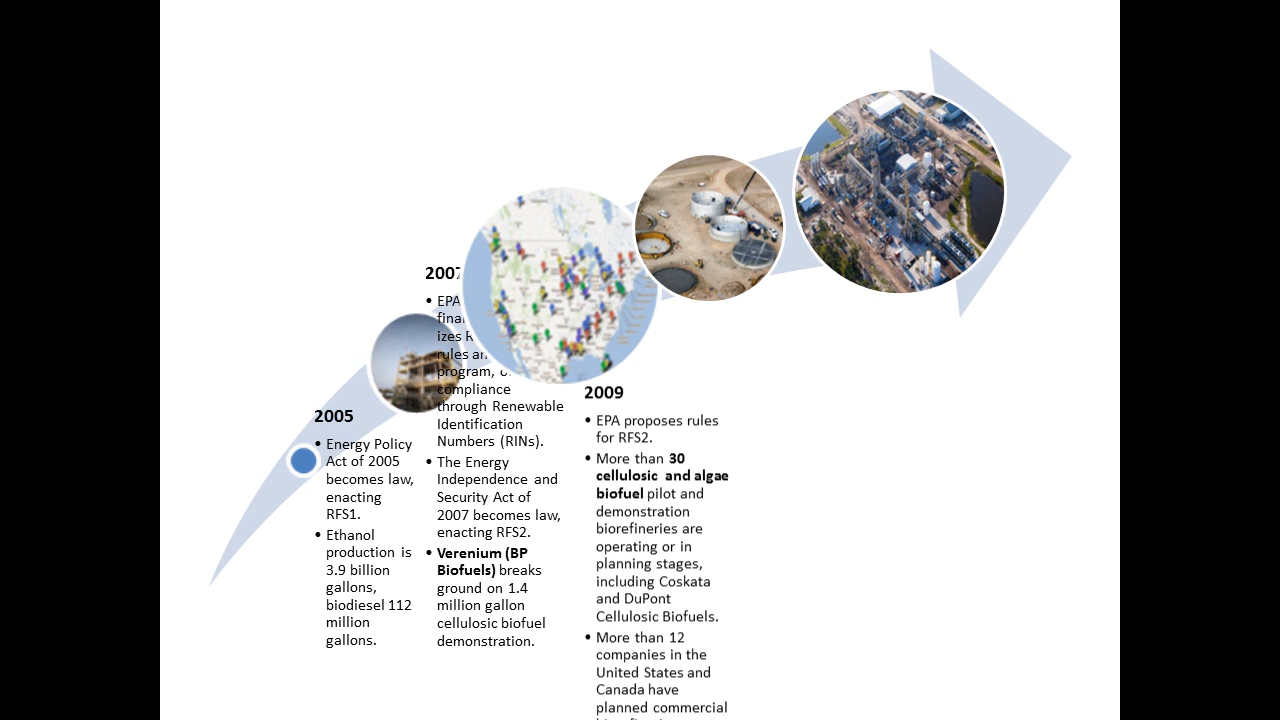 2005
• Energy Policy
Act of 2005
becomes law,
enacting
RFS1.
• Ethanol
production is
3.9 billion
gallons,
biodiesel 112
million
gallons.
2007
• EPA
rules
program,
compliance
through Renewable
Identification
Numbers (RINs).
• The Energy
Independence and
Security Act of
2007 becomes law,
enacting RFS2.
• Verenium (BP
Biofuels) breaks
ground on 1.4
million gallon
cellulosic biofuel
demonstration.
2009
• EPA proposes rules
for RFS2.
• More than 30
cellulosic and algae
biofuel pilot and
demonstration
biorefineries are
operating or in
planning stages,
including Coskata
and DuPont
Cellulosic Biofuels.
• More than 12
companies in the
United States and
Canada have
planned commercial